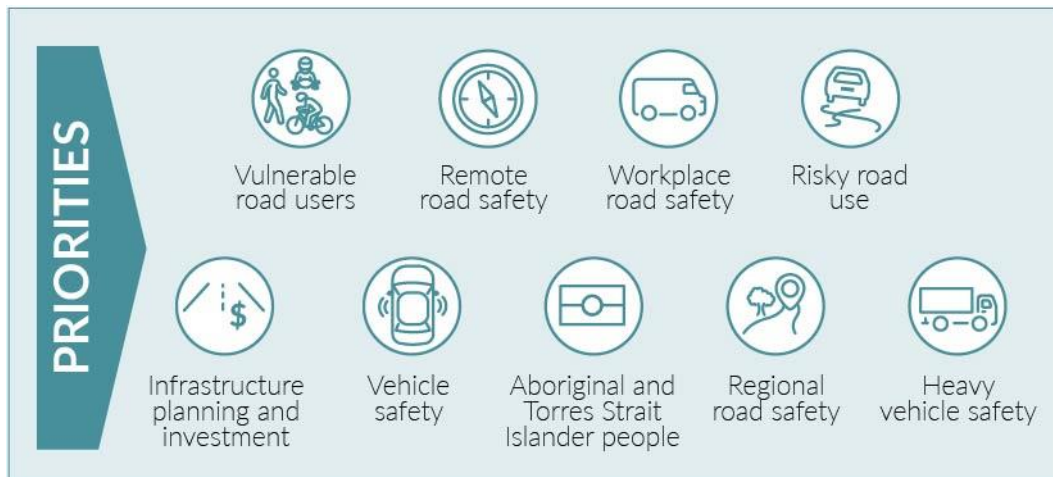 PRIORITIES
Vulnerable
road users
Remote
road safety
Workplace
road safety
Risky road
use
$
Infrastructure
planning and
investment
Vehicle
safety
Aboriginal and
Torres Strait
Islander people
Regional
road safety
Heavy
vehicle safety